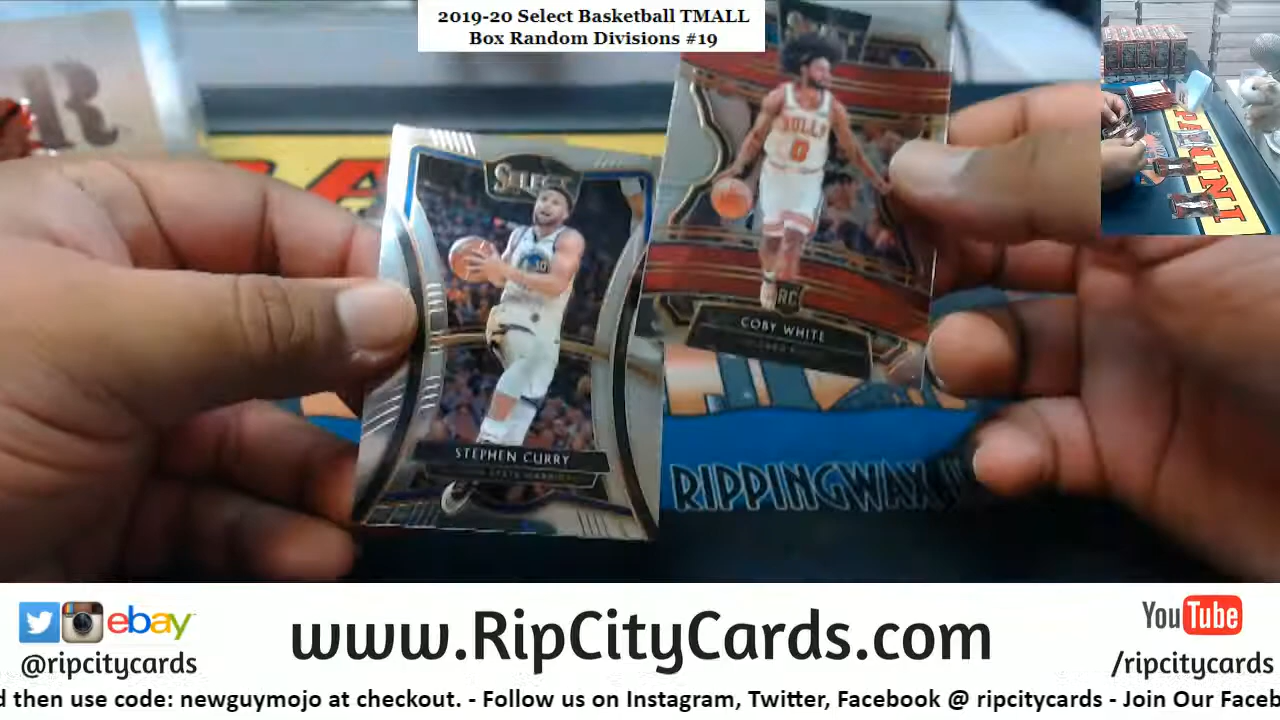 2019-20 Select Basketball TMALL
Box Random Divisions #19
SELECT
BULLS
0
RC
COBY WHITE
30
STEPHEN CURRY
RIPPINGWAX
PANINI
R
ebay
@ripcitycards
www.RipCityCards.com
YouTube
/ripcitycards
d then use code: newguymojo at checkout. - Follow us on Instagram, Twitter, Facebook @ ripcitycards - Join Our Faceb